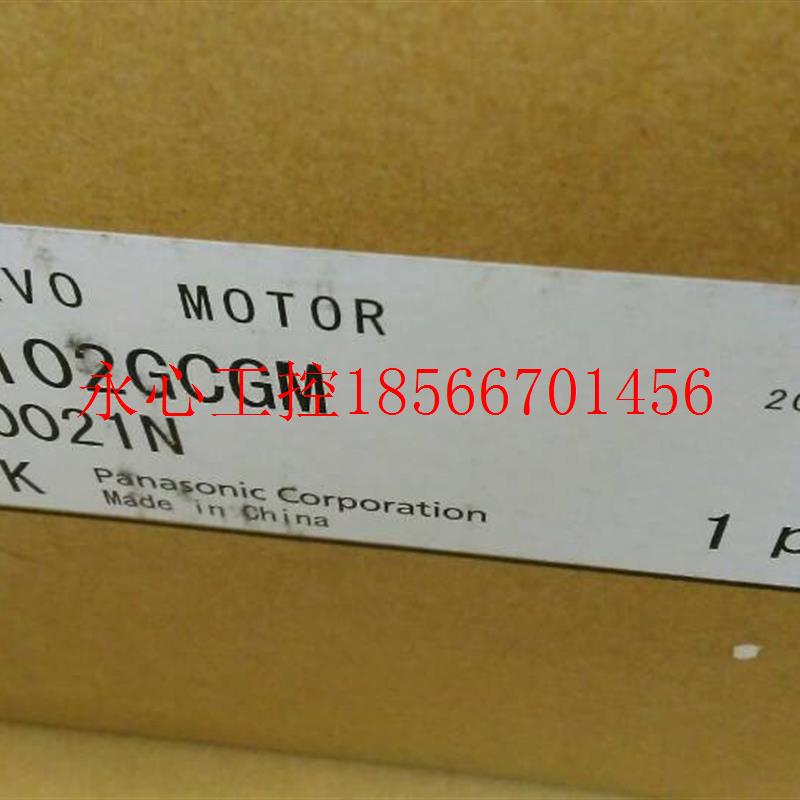 VO MOTOR
102GCGM
永心工控18566701456
20
0021N
K Panasonic Corporation
Made in China
1 p